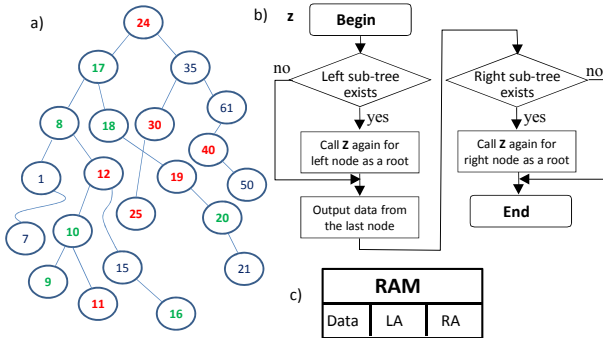 a)
24
17
35
8
18
30
61
1
12
19
40
50
7
10
25
20
9
11
15
16
21
b)
z
Begin
no
Left sub-tree
exists
yes
Call Z again for
left node as a root
Output data from
the last node
Right sub-tree
exists
no
yes
Call Z again for
right node as a root
End
c)
RAM
Data LA RA